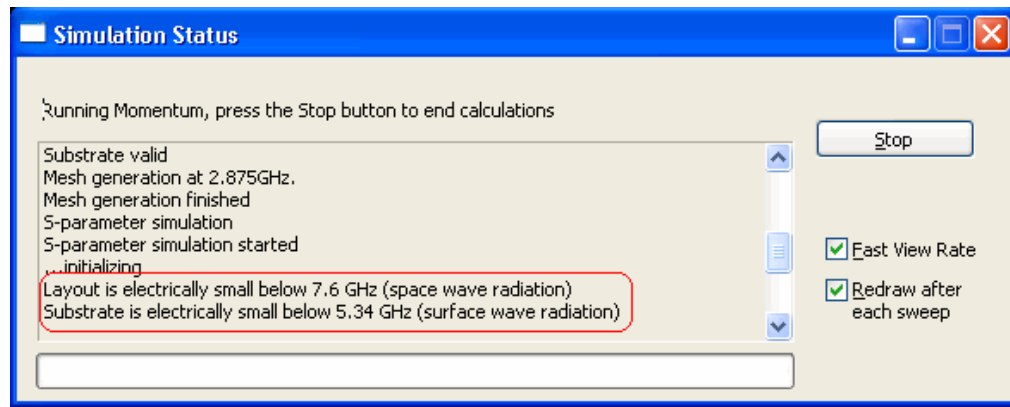 Simulation Status
Running Momentum, press the Stop button to end calculations
Substrate valid
Mesh generation at 2.875GHz.
Mesh generation finished
S-parameter simulation
S-parameter simulation started
...initializing
Layout is electrically small below 7.6 GHz (space wave radiation)
Substrate is electrically small below 5.34 GHz (surface wave radiation)
Stop
Fast View Rate
Redraw after
each sweep